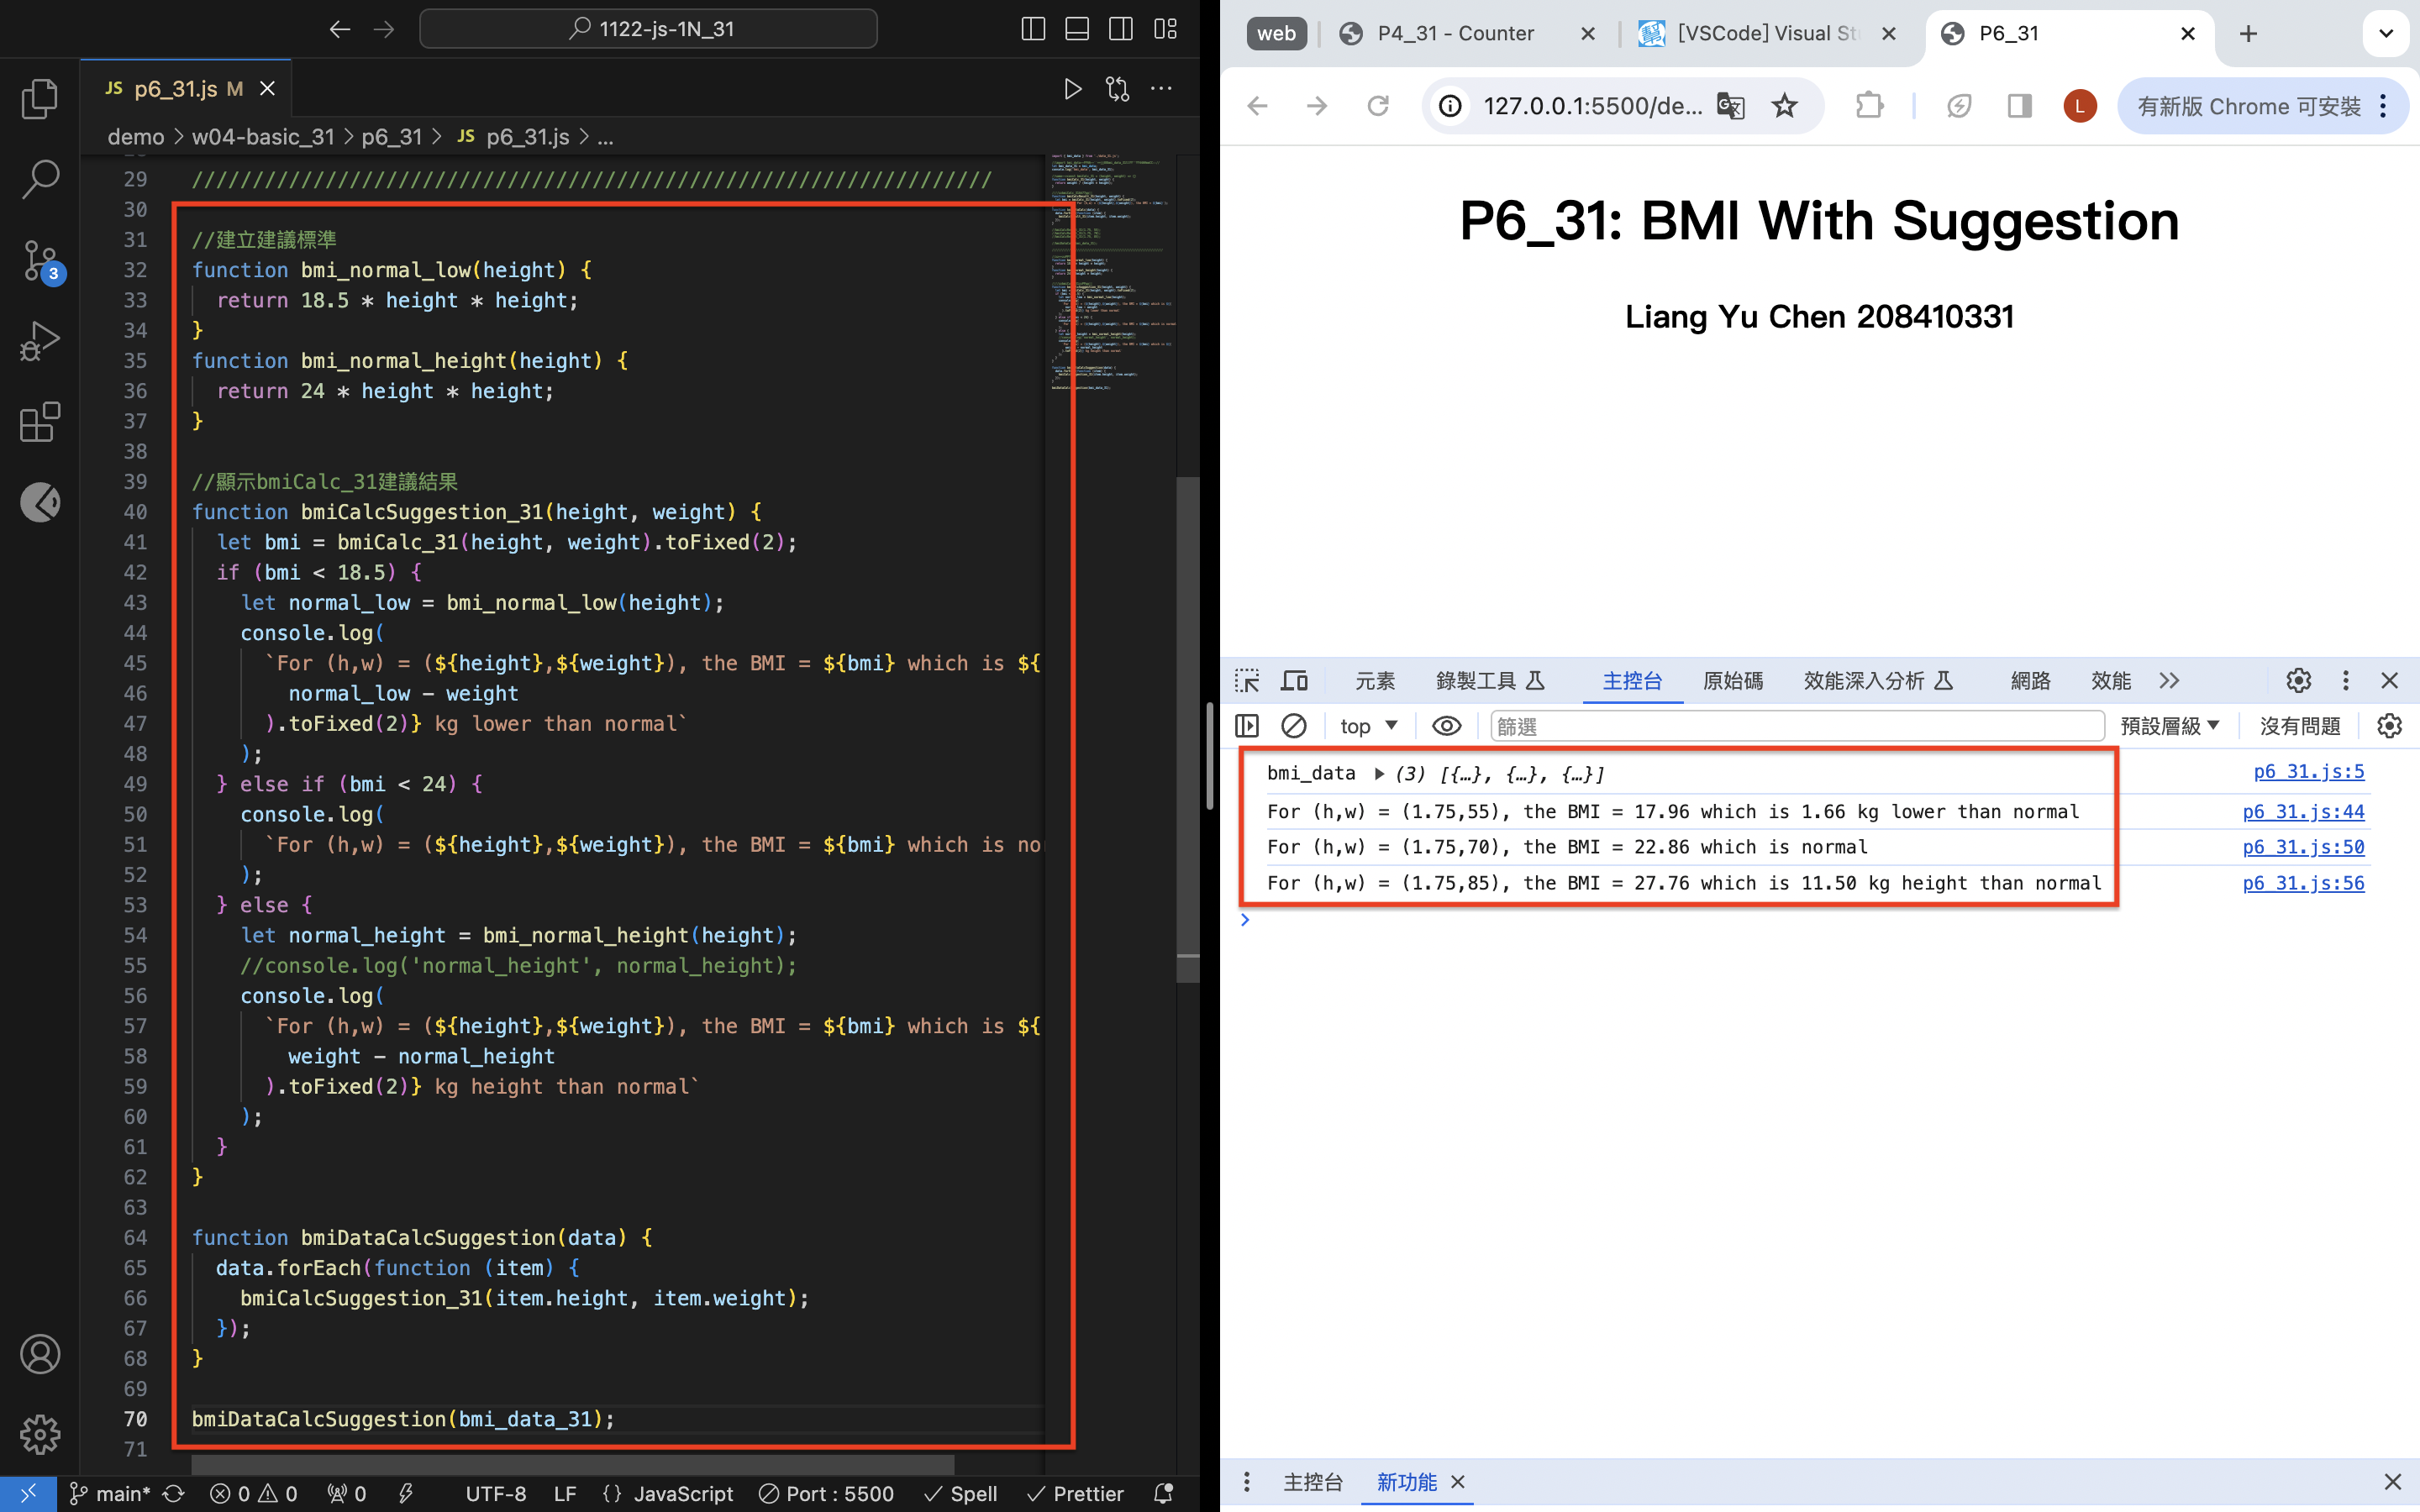 1122-js-1N_31
JS p6_31.js M
demo > w04-basic_31 > p6_31 > JS p6_31.js > ...
29 //////////////////////////////////////////////////////////////////
30
31 //建立建議標準
32 function bmi_normal_low(height) {
33 return 18.5 * height * height;
34 }
35 function bmi_normal_height(height) {
36 return 24 * height * height;
37 }
38
39 //顯示bmiCalc_31建議結果
40 function bmiCalcSuggestion_31(height, weight) {
41 let bmi = bmiCalc_31(height, weight).toFixed(2);
42 if (bmi < 18.5) {
43 let normal_low = bmi_normal_low(height);
44 console.log(
45 `For (h,w) = (${height},${weight}), the BMI = ${bmi} which is ${
46 normal_low - weight
47 ).toFixed(2)} kg lower than normal`
48 );
49 } else if (bmi < 24) {
50 console.log(
51 `For (h,w) = (${height},${weight}), the BMI = ${bmi} which is no
52 );
53 } else {
54 let normal_height = bmi_normal_height(height);
55 //console.log('normal_height', normal_height);
56 console.log(
57 `For (h,w) = (${height},${weight}), the BMI = ${bmi} which is ${
58 weight - normal_height
59 ).toFixed(2)} kg height than normal`
60 );
61 }
62 }
63
64 function bmiDataCalcSuggestion(data) {
65 data.forEach(function (item) {
66 bmiCalcSuggestion_31(item.height, item.weight);
67 });
68 }
69
70 bmiDataCalcSuggestion(bmi_data_31);
71
3
main* 0 0 0 UTF-8 LF {} JavaScript Port : 5500 Spell Prettier
web P4_31 - Counter [VSCode] Visual St P6_31
127.0.0.1:5500/de... L 有新版 Chrome 可安裝
P6_31: BMI With Suggestion
Liang Yu Chen 208410331
元素 錄製工具 主控台 原始碼 效能深入分析 網路 效能
top 篩選 預設層級 沒有問題
bmi_data (3) [{…}, {…}, {…}] p6_31.js:5
For (h,w) = (1.75,55), the BMI = 17.96 which is 1.66 kg lower than normal p6_31.js:44
For (h,w) = (1.75,70), the BMI = 22.86 which is normal p6_31.js:50
For (h,w) = (1.75,85), the BMI = 27.76 which is 11.50 kg height than normal p6_31.js:56
主控台 新功能